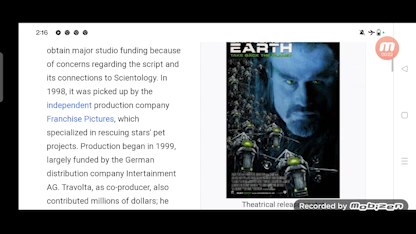 2:16
obtain major studio funding because
of concerns regarding the script and
its connections to Scientology. In
1998, it was picked up by the
independent production company
Franchise Pictures, which
specialized in rescuing stars' pet
projects. Production began in 1999,
largely funded by the German
distribution company Intertainment
AG. Travolta, as co-producer, also
contributed millions of dollars; he
EARTH
Theatrical relea
Recorded by mobizen